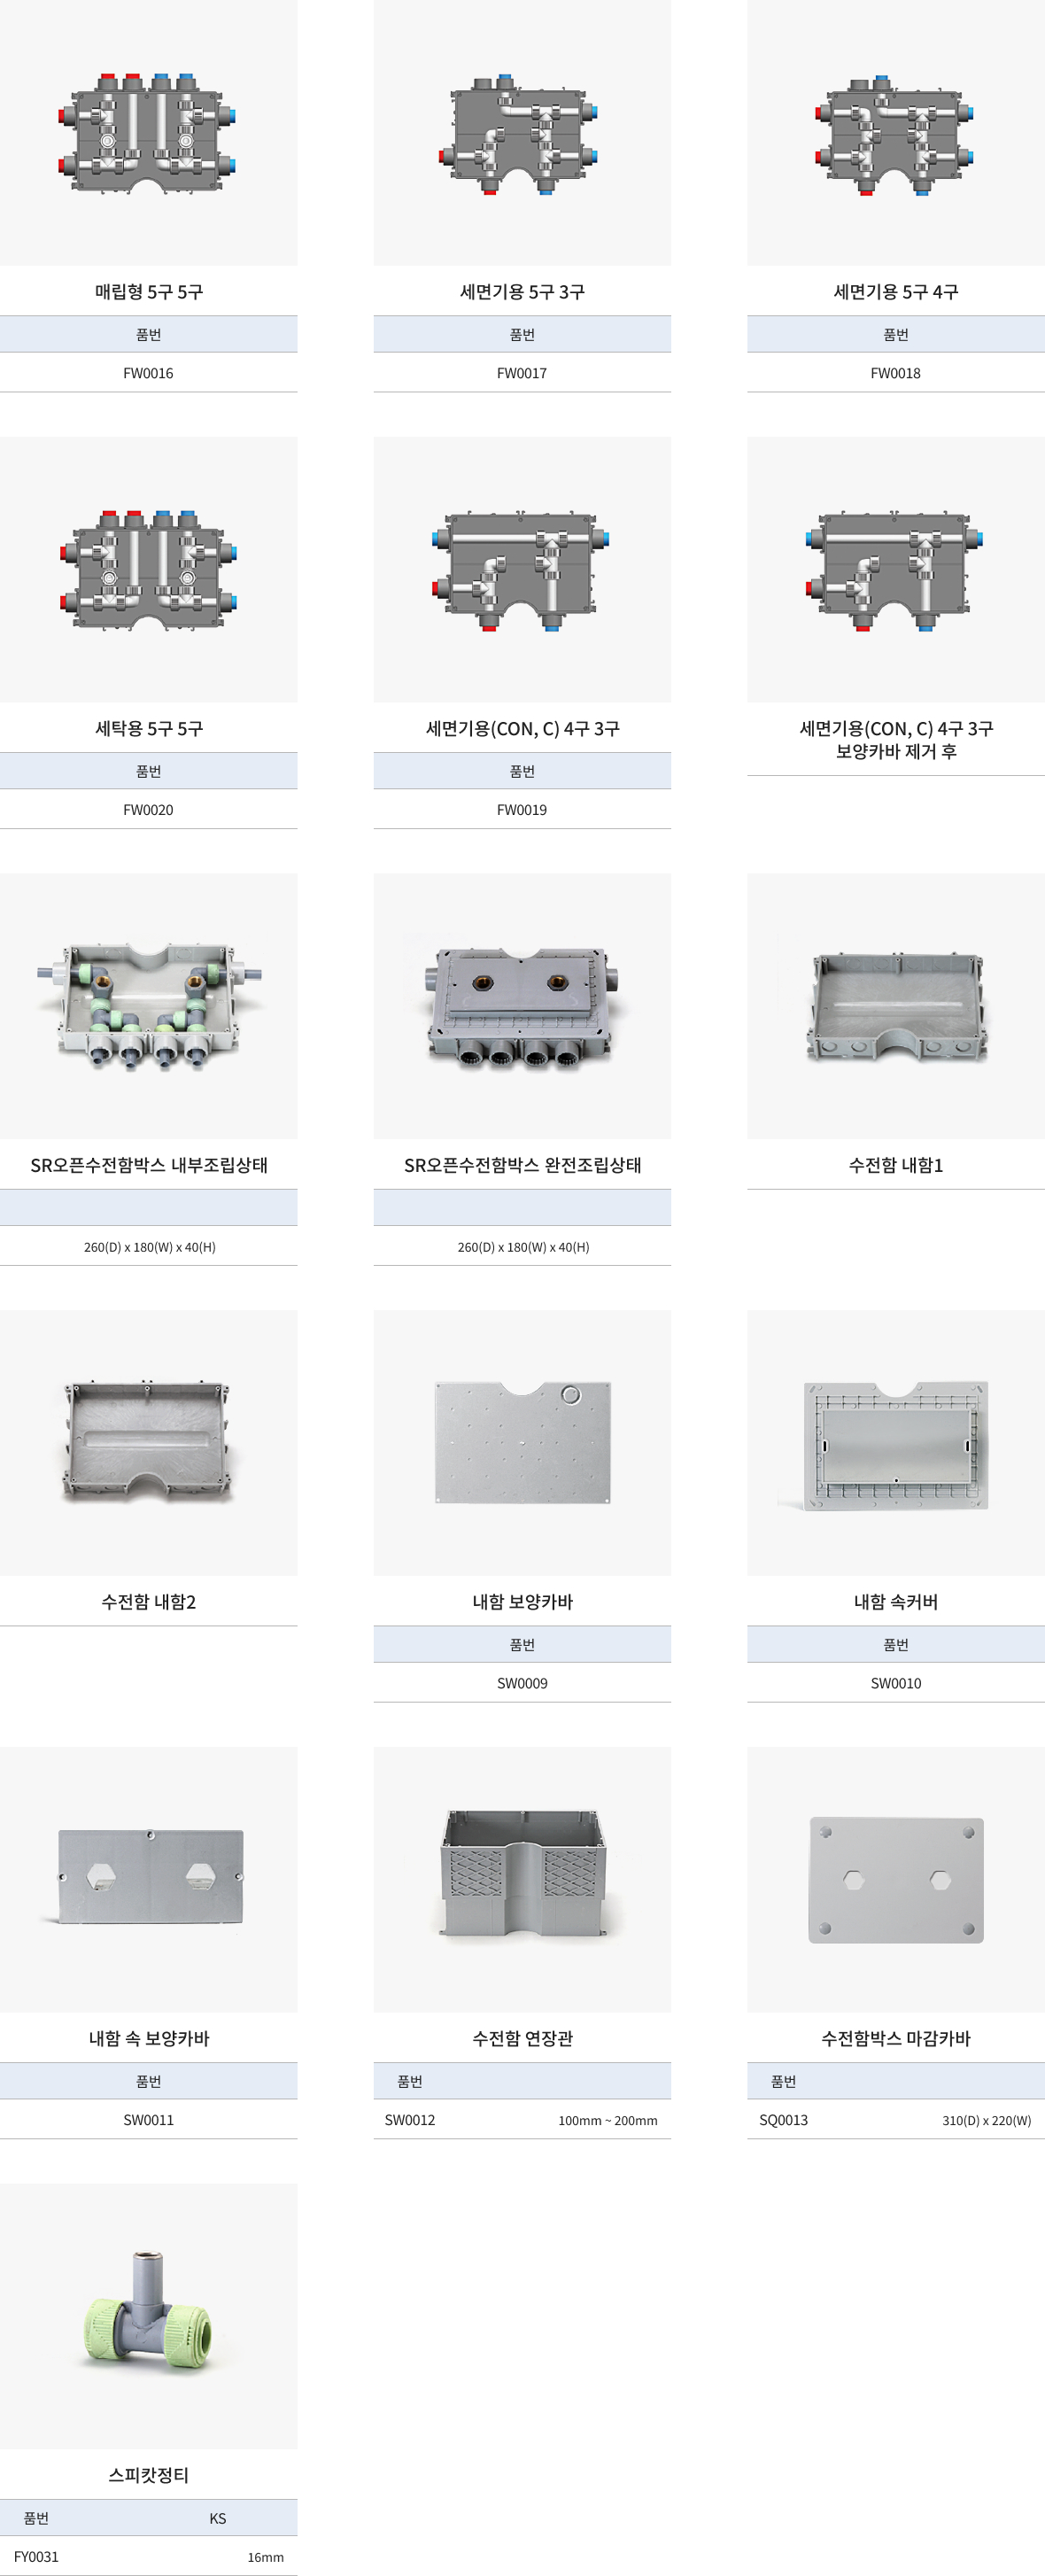 매립형 5구 5구
품번
FW0016
세면기용 5구 3구
품번
FW0017
세면기용 5구 4구
품번
FW0018
세탁용 5구 5구
품번
FW0020
세면기용(CON, C) 4구 3구
품번
FW0019
세면기용(CON, C) 4구 3구
보양카바 제거 후
SR오픈수전함박스 내부조립상태
260(D) x 180(W) x 40(H)
SR오픈수전함박스 완전조립상태
260(D) x 180(W) x 40(H)
수전함 내함1
수전함 내함2
내함 보양카바
품번
SW0009
내함 속커버
품번
SW0010
내함 속 보양카바
품번
SW0011
수전함 연장관
품번
SW0012 100mm ~ 200mm
수전함박스 마감카바
품번
SQ0013 310(D) x 220(W)
스피캇정티
품번 KS
FY0031 16mm